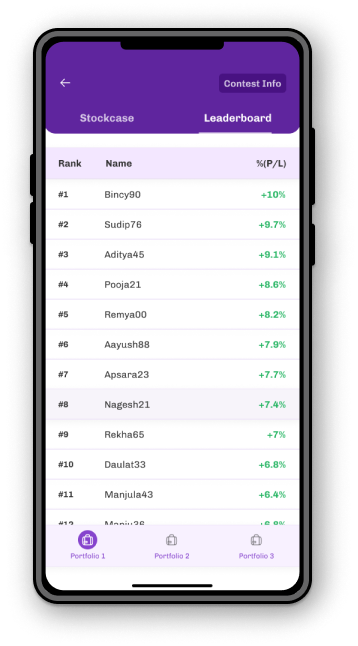 Contest Info
Stockcase Leaderboard
Rank Name %(P/L)
#1 Bincy90 +10%
#2 Sudip76 +9.7%
#3 Aditya45 +9.1%
#4 Pooja21 +8.6%
#5 Remya00 +8.2%
#6 Aayush88 +7.9%
#7 Apsara23 +7.7%
#8 Nagesh21 +7.4%
#9 Rekha65 +7%
#10 Daulat33 +6.8%
#11 Manjula43 +6.4%
#12
Portfolio 1 Portfolio 2 Portfolio 3